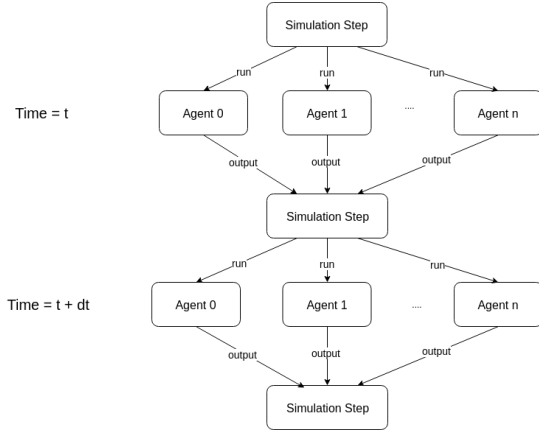 Simulation Step
run
run
run
Time = t
Agent 0
Agent 1
....
Agent n
output
output
output
Simulation Step
run
run
run
Time = t + dt
Agent 0
Agent 1
....
Agent n
output
output
output
Simulation Step